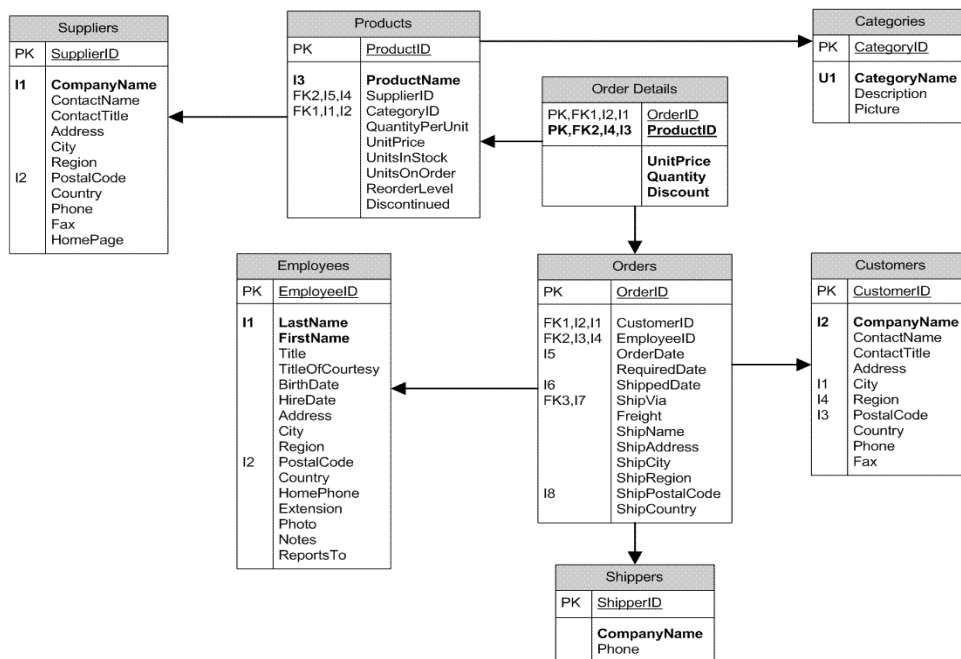 Suppliers
PK SupplierID
I1 CompanyName
ContactName
ContactTitle
Address
City
Region
I2 PostalCode
Country
Phone
Fax
HomePage
Products
PK ProductID
I3 ProductName
FK2,I5,I4 SupplierID
FK1,I1,I2 CategoryID
QuantityPerUnit
UnitPrice
UnitsInStock
UnitsOnOrder
ReorderLevel
Discontinued
Order Details
PK,FK1,I2,I1 OrderID
PK,FK2,I4,I3 ProductID
UnitPrice
Quantity
Discount
Categories
PK CategoryID
U1 CategoryName
Description
Picture
Employees
PK EmployeeID
I1 LastName
FirstName
Title
TitleOfCourtesy
BirthDate
HireDate
Address
City
Region
I2 PostalCode
Country
HomePhone
Extension
Photo
Notes
ReportsTo
Orders
PK OrderID
FK1,I2,I1 CustomerID
FK2,I3,I4 EmployeeID
I5 OrderDate
RequiredDate
I6 ShippedDate
FK3,I7 ShipVia
Freight
ShipName
ShipAddress
ShipCity
ShipRegion
I8 ShipPostalCode
ShipCountry
Customers
PK CustomerID
I2 CompanyName
ContactName
ContactTitle
Address
I1 City
I4 Region
I3 PostalCode
Country
Phone
Fax
Shippers
PK ShipperID
CompanyName
Phone